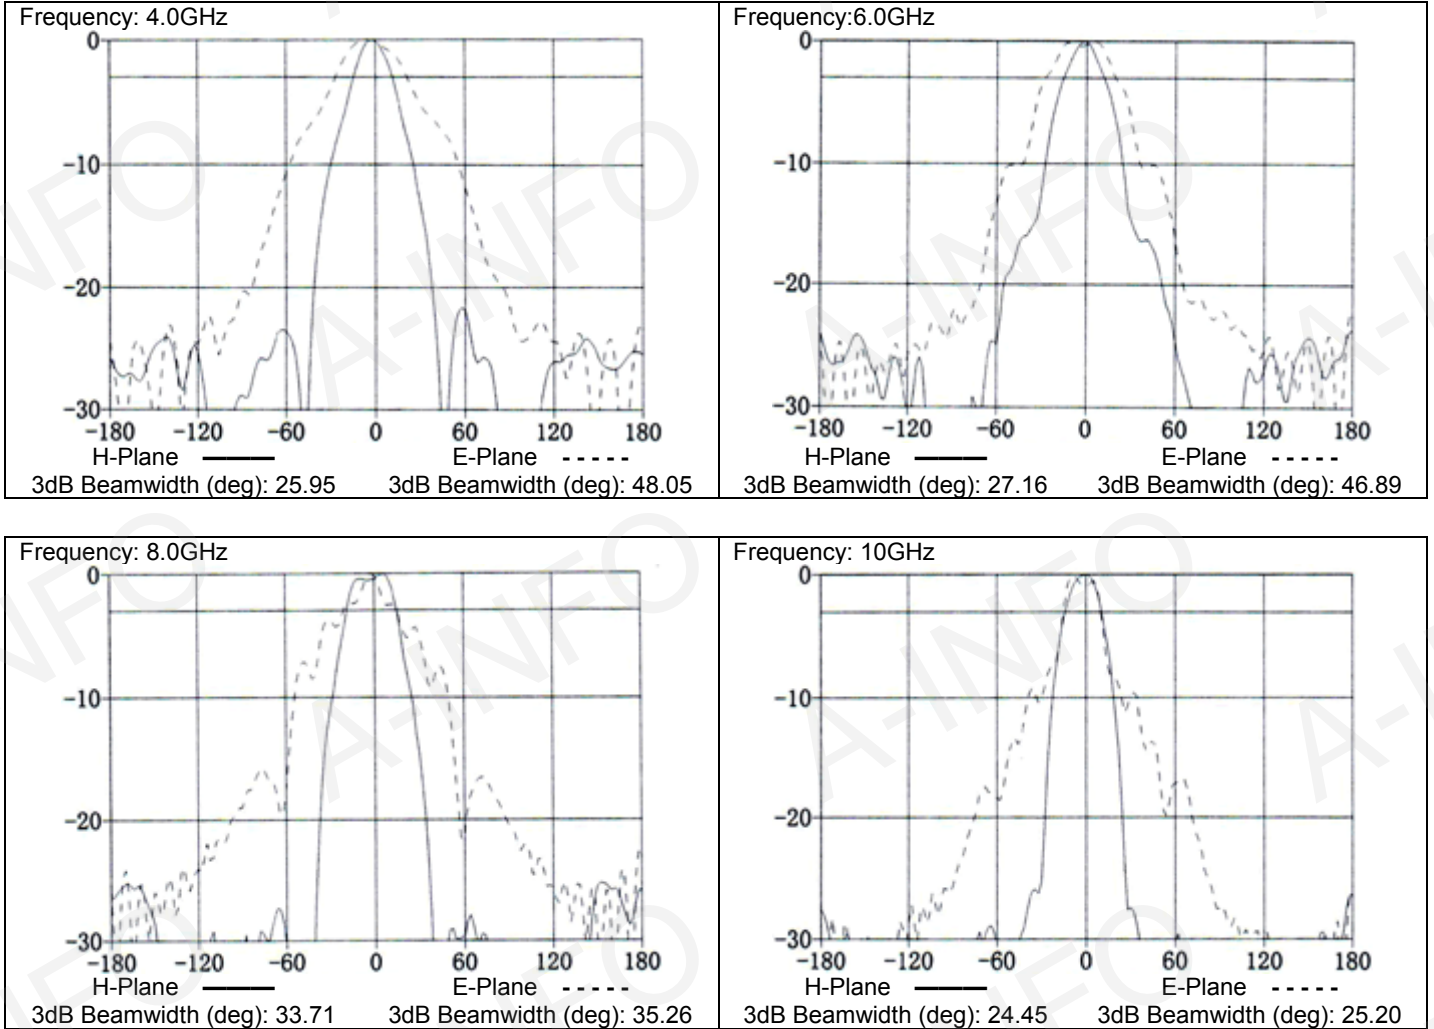 Frequency: 4.0GHz
0
-10
-20
-30
-180 -120 -60 0 60 120 180
H-Plane E-Plane
3dB Beamwidth (deg): 25.95 3dB Beamwidth (deg): 48.05
Frequency:6.0GHz
0
-10
-20
-30
-180 -120 -60 0 60 120 180
H-Plane E-Plane
3dB Beamwidth (deg): 27.16 3dB Beamwidth (deg): 46.89
Frequency: 8.0GHz
0
-10
-20
-30
-180 -120 -60 0 60 120 180
H-Plane E-Plane
3dB Beamwidth (deg): 33.71 3dB Beamwidth (deg): 35.26
Frequency: 10GHz
0
-10
-20
-30
-180 -120 -60 0 60 120 180
H-Plane E-Plane
3dB Beamwidth (deg): 24.45 3dB Beamwidth (deg): 25.20
A-INFO
A-INFO
A-INFO
A-INFO